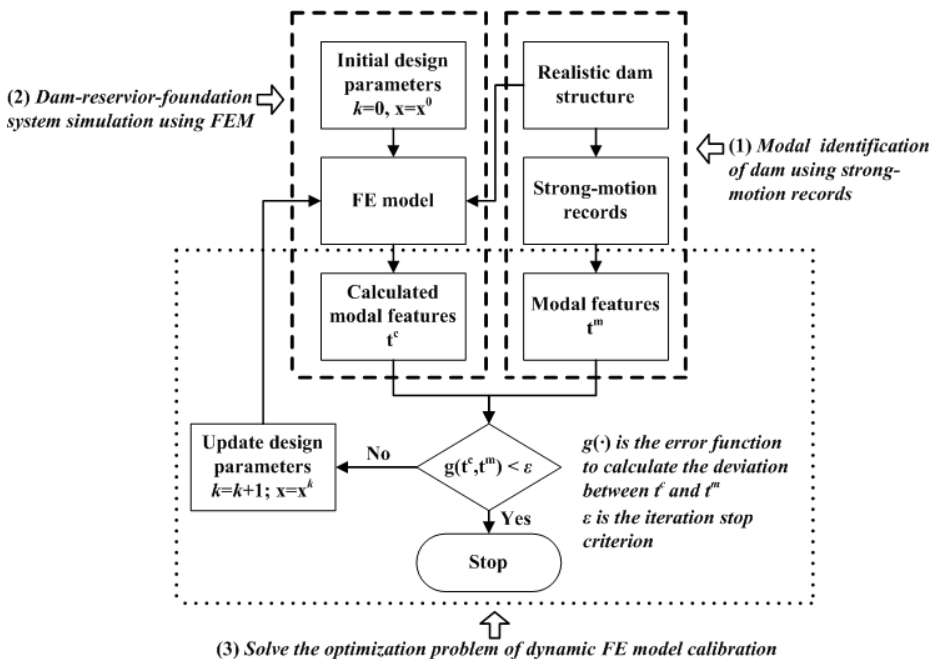 Initial design
parameters
k=0, x=x⁰
Realistic dam
structure
(2) Dam-reservior-foundation
system simulation using FEM
(1) Modal identification
of dam using strong-
motion records
FE model
Strong-motion
records
Calculated
modal features
tᶜ
Modal features
tᵐ
Update design
parameters
k=k+1; x=xᵏ
No
g(tᶜ,tᵐ) < ε
Yes
Stop
g(·) is the error function
to calculate the deviation
between tᶜ and tᵐ
ε is the iteration stop
criterion
(3) Solve the optimization problem of dynamic FE model calibration